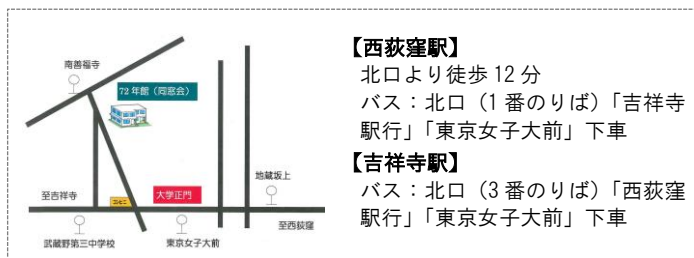 南善福寺
72年館（同窓会）
至吉祥寺
コンビニ
大学正門
地蔵坂上
至西荻窪
武蔵野第三中学校
東京女子大前
【西荻窪駅】
北口より徒歩 12 分
バス：北口（1 番のりば）「吉祥寺
駅行」「東京女子大前」下車
【吉祥寺駅】
バス：北口（3 番のりば）「西荻窪
駅行」「東京女子大前」下車